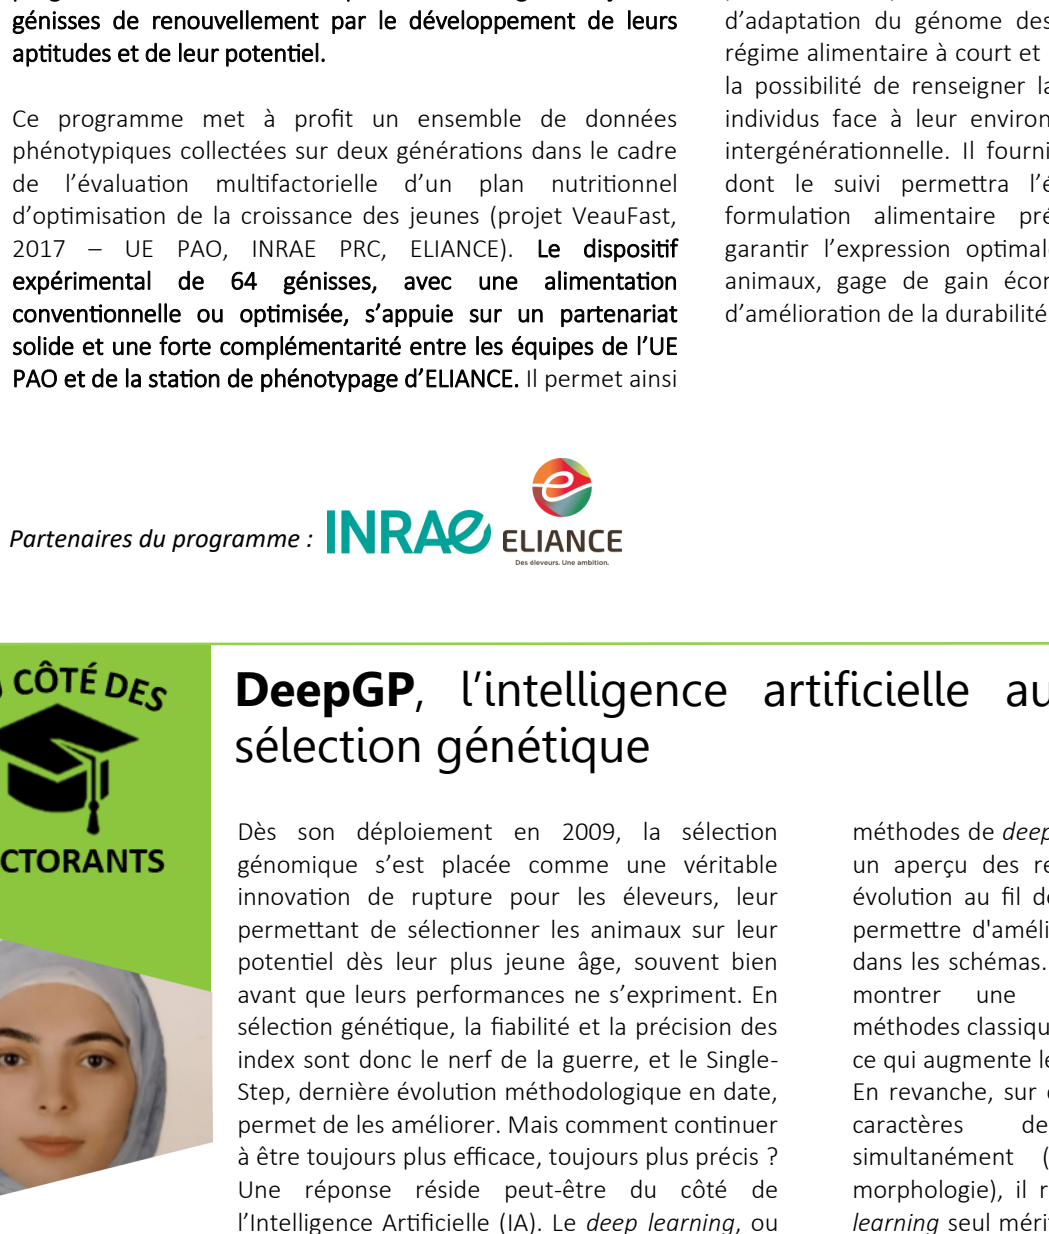 génisses de renouvellement par le développement de leurs
aptitudes et de leur potentiel.
Ce programme met à profit un ensemble de données
phénotypiques collectées sur deux générations dans le cadre
de l’évaluation multifactorielle d’un plan nutritionnel
d’optimisation de la croissance des jeunes (projet VeauFast,
2017 – UE PAO, INRAE PRC, ELIANCE). Le dispositif
expérimental de 64 génisses, avec une alimentation
conventionnelle ou optimisée, s’appuie sur un partenariat
solide et une forte complémentarité entre les équipes de l’UE
PAO et de la station de phénotypage d’ELIANCE. Il permet ainsi
d’adaptation du génome des
régime alimentaire à court et
la possibilité de renseigner
individus face à leur
intergénérationnelle. Il
dont le suivi permettra
formulation alimentaire
garantir l’expression
animaux, gage de gain
d’amélioration de la durabilité
Partenaires du programme :
INRAE
ELIANCE
Des éleveurs. Une ambition.
CÔTÉ DES
CTORANTS
DeepGP, l’intelligence artificielle au
sélection génétique
Dès son déploiement en 2009, la sélection
génomique s’est placée comme une véritable
innovation de rupture pour les éleveurs, leur
permettant de sélectionner les animaux sur leur
potentiel dès leur plus jeune âge, souvent bien
avant que leurs performances ne s’expriment. En
sélection génétique, la fiabilité et la précision des
index sont donc le nerf de la guerre, et le Single-
Step, dernière évolution méthodologique en date,
permet de les améliorer. Mais comment continuer
à être toujours plus efficace, toujours plus précis ?
Une réponse réside peut-être du côté de
l’Intelligence Artificielle (IA). Le deep learning, ou
méthodes de deep
un aperçu des
évolution au fil
permettre
dans les schémas.
montrer une
méthodes
ce qui augmente
En revanche, sur
caractères
simultanément (
morphologie), il
learning seul